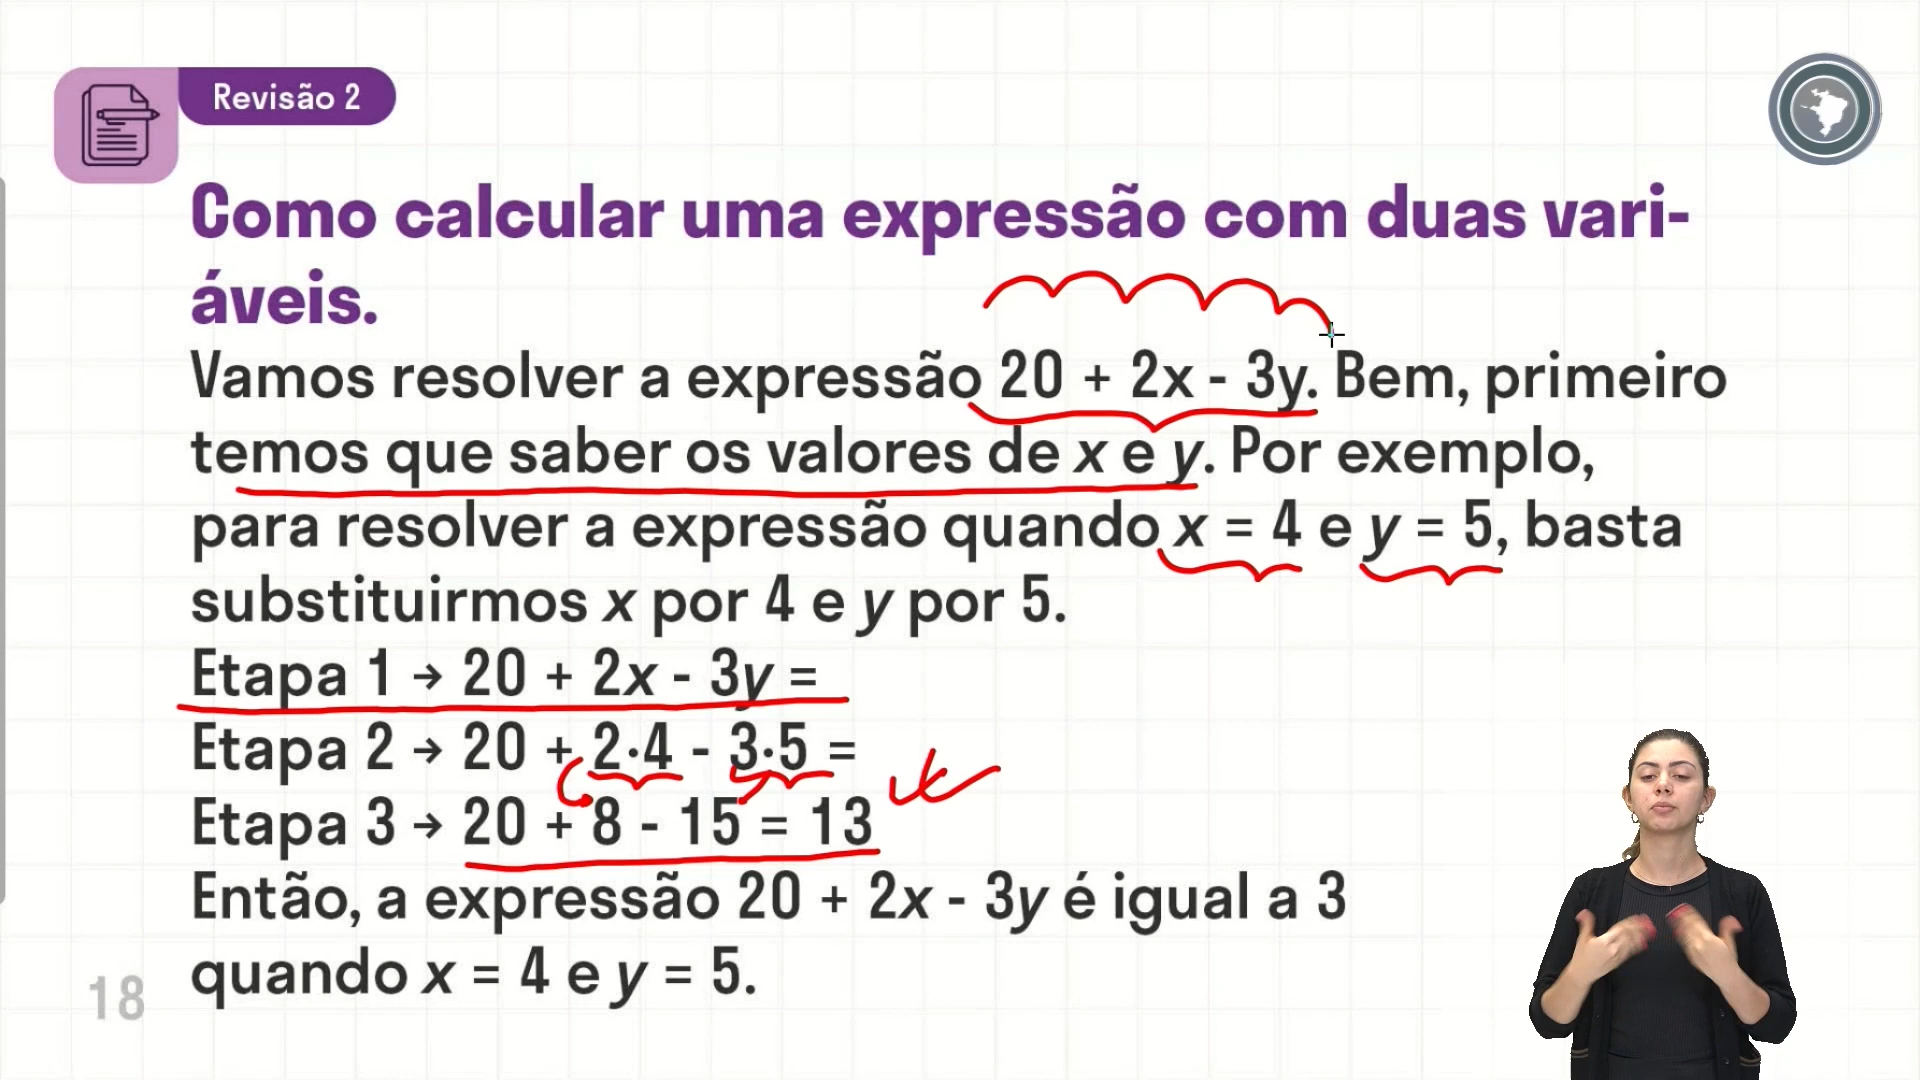 Revisão 2
Como calcular uma expressão com duas vari-
áveis.
Vamos resolver a expressão 20 + 2x - 3y. Bem, primeiro
temos que saber os valores de x e y. Por exemplo,
para resolver a expressão quando x = 4 e y = 5, basta
substituirmos x por 4 e y por 5.
Etapa 1 → 20 + 2x - 3y =
Etapa 2 → 20 + 2·4 - 3·5 =
Etapa 3 → 20 + 8 - 15 = 13
Então, a expressão 20 + 2x - 3y é igual a 3
quando x = 4 e y = 5.
18